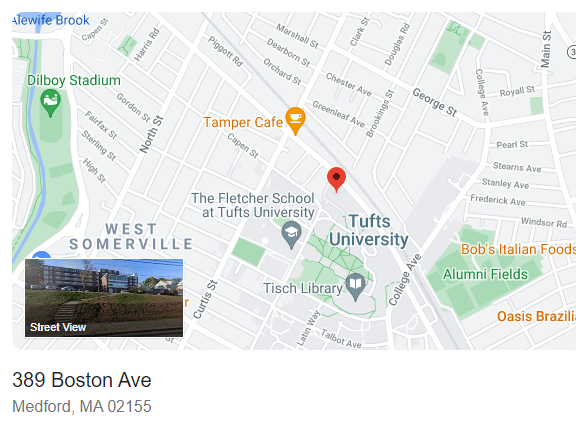 Alewife Brook
Harris Rd
Piggott Rd
Capen St
Dilboy Stadium
Marshall St
Dearborn St
Orchard St
Clark St
Douglas Rd
Chester Ave
Greenleaf Ave
Brookings St
George St
College Ave
Main St
Royall St
Gordon St
Fairfax St
Sterling St
High St
North St
Tamper Cafe
Capen St
Pearl St
Stearns Ave
Stanley Ave
Frederick Ave
Windsor Rd
The Fletcher School
at Tufts University
WEST
SOMERVILLE
Tufts
University
Bob's Italian Foods
Alumni Fields
Tisch Library
College Ave
Curtis St
Latin Way
Talbot Ave
Oasis Brazilia
Street View
389 Boston Ave
Medford, MA 02155